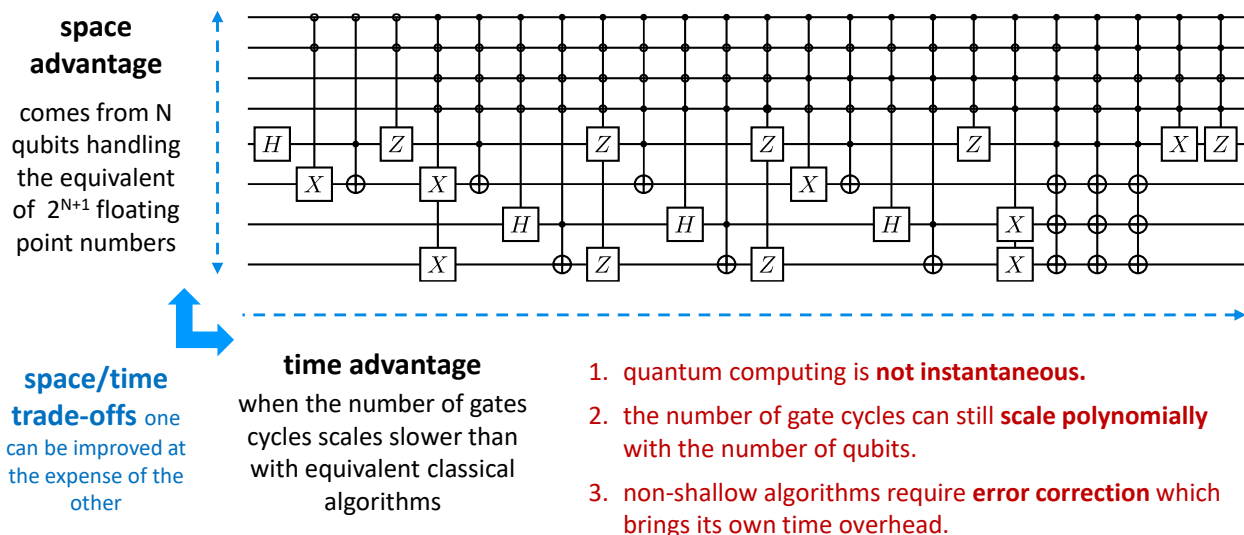 space
advantage
comes from N
qubits handling
the equivalent
of 2^{N+1} floating
point numbers
H Z Z Z Z X Z
X X X
H H H X
X Z Z X
space/time
trade-offs one
can be improved at
the expense of the
other
time advantage
when the number of gates
cycles scales slower than
with equivalent classical
algorithms
1. quantum computing is not instantaneous.
2. the number of gate cycles can still scale polynomially
with the number of qubits.
3. non-shallow algorithms require error correction which
brings its own time overhead.